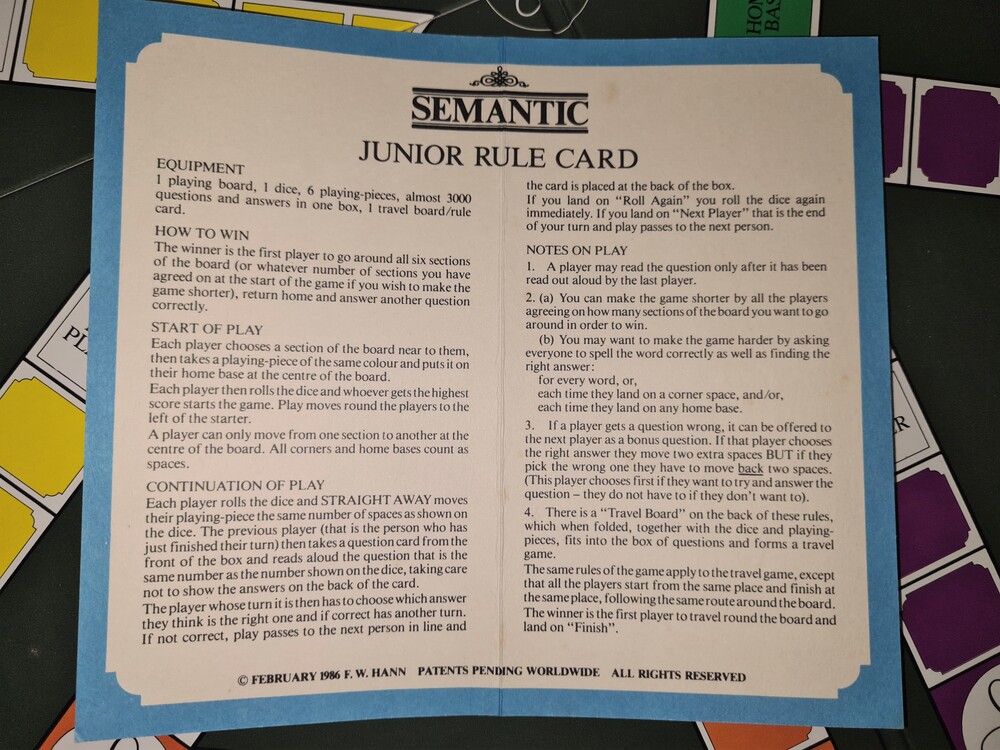 HOM
BAS
SEMANTIC
JUNIOR RULE CARD
EQUIPMENT
1 playing board, 1 dice, 6 playing-pieces, almost 3000
questions and answers in one box, 1 travel board/rule
card.
HOW TO WIN
The winner is the first player to go around all six sections
of the board (or whatever number of sections you have
agreed on at the start of the game if you wish to make the
game shorter), return home and answer another question
correctly.
START OF PLAY
Each player chooses a section of the board near to them,
then takes a playing-piece of the same colour and puts it on
their home base at the centre of the board.
Each player then rolls the dice and whoever gets the highest
score starts the game. Play moves round the players to the
left of the starter.
A player can only move from one section to another at the
centre of the board. All corners and home bases count as
spaces.
CONTINUATION OF PLAY
Each player rolls the dice and STRAIGHT AWAY moves
their playing-piece the same number of spaces as shown on
the dice. The previous player (that is the person who has
just finished their turn) then takes a question card from the
front of the box and reads aloud the question that is the
same number as the number shown on the dice, taking care
not to show the answers on the back of the card.
The player whose turn it is then has to choose which answer
they think is the right one and if correct has another turn.
If not correct, play passes to the next person in line and
the card is placed at the back of the box.
If you land on "Roll Again" you roll the dice again
immediately. If you land on "Next Player" that is the end
of your turn and play passes to the next person.
NOTES ON PLAY
1. A player may read the question only after it has been
read out aloud by the last player.
2. (a) You can make the game shorter by all the players
agreeing on how many sections of the board you want to go
around in order to win.
(b) You may want to make the game harder by asking
everyone to spell the word correctly as well as finding the
right answer:
for every word, or,
each time they land on a corner space, and/or,
each time they land on any home base.
3. If a player gets a question wrong, it can be offered to
the next player as a bonus question. If that player chooses
the right answer they move two extra spaces BUT if they
pick the wrong one they have to move back two spaces.
(This player chooses first if they want to try and answer the
question – they do not have to if they don't want to).
4. There is a "Travel Board" on the back of these rules,
which when folded, together with the dice and playing-
pieces, fits into the box of questions and forms a travel
game.
The same rules of the game apply to the travel game, except
that all the players start from the same place and finish at
the same place, following the same route around the board.
The winner is the first player to travel round the board and
land on "Finish".
© FEBRUARY 1986 F. W. HANN PATENTS PENDING WORLDWIDE ALL RIGHTS RESERVED